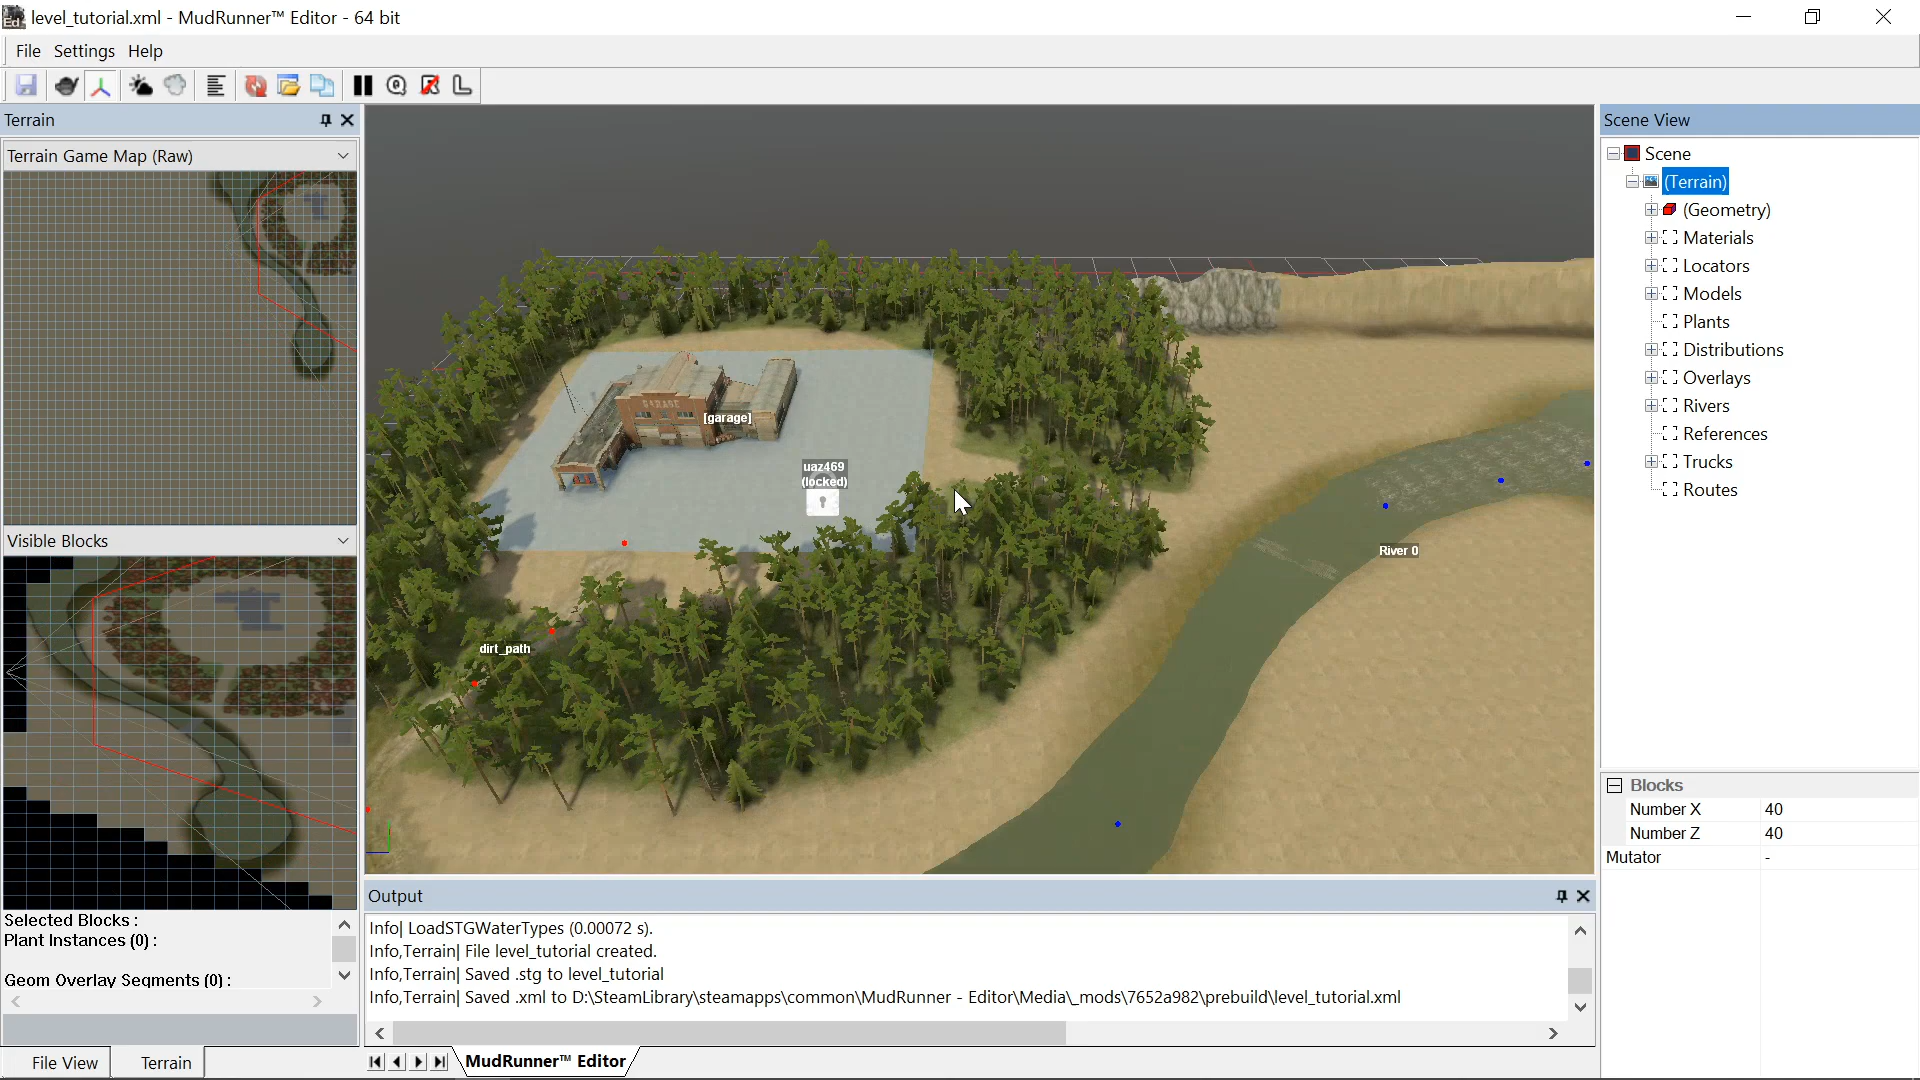 level_tutorial.xml - MudRunner™ Editor - 64 bit
File Settings Help
Terrain
Terrain Game Map (Raw)
Visible Blocks
Selected Blocks :
Plant Instances (0) :
Geom Overlay Segments (0) :
File View
Terrain
GARAGE
[garage]
uaz469
(locked)
dirt_path
River 0
Output
Info| LoadSTGWaterTypes (0.00072 s).
Info,Terrain| File level_tutorial created.
Info,Terrain| Saved .stg to level_tutorial
Info,Terrain| Saved .xml to D:\SteamLibrary\steamapps\common\MudRunner - Editor\Media\_mods\7652a982\prebuild\level_tutorial.xml
MudRunner™ Editor
Scene View
Scene
(Terrain)
(Geometry)
Materials
Locators
Models
Plants
Distributions
Overlays
Rivers
References
Trucks
Routes
Blocks
Number X 40
Number Z 40
Mutator -